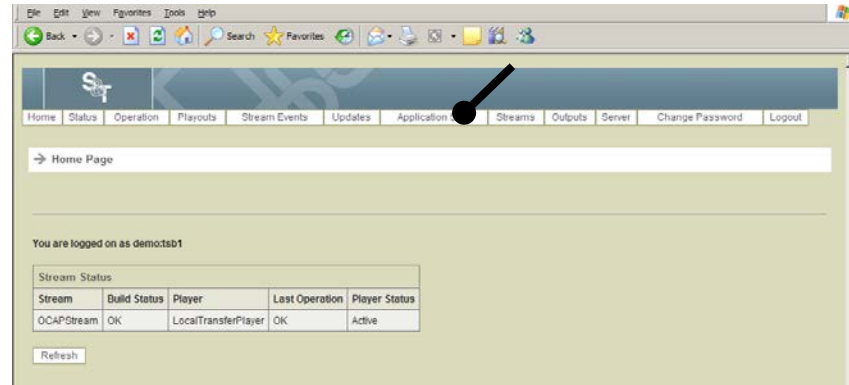 File Edit View Favorites Tools Help
Back Search Favorites
S&T
Home Status Operation Playouts Stream Events Updates Application Streams Outputs Server Change Password Logout
Home Page
You are logged on as demo:tsb1
Stream Status
Stream Build Status Player Last Operation Player Status
OCAPStream OK LocalTransferPlayer OK Active
Refresh